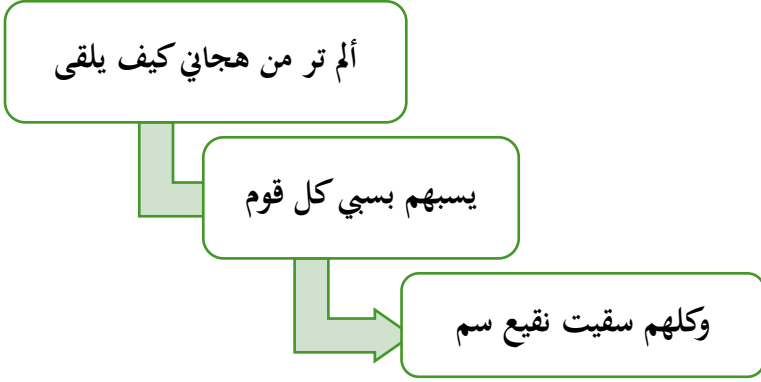 ألم تر من هجاني كيف يلقى
يسبهم بسبي كل قوم
وكلهم سقيت نقيع سم